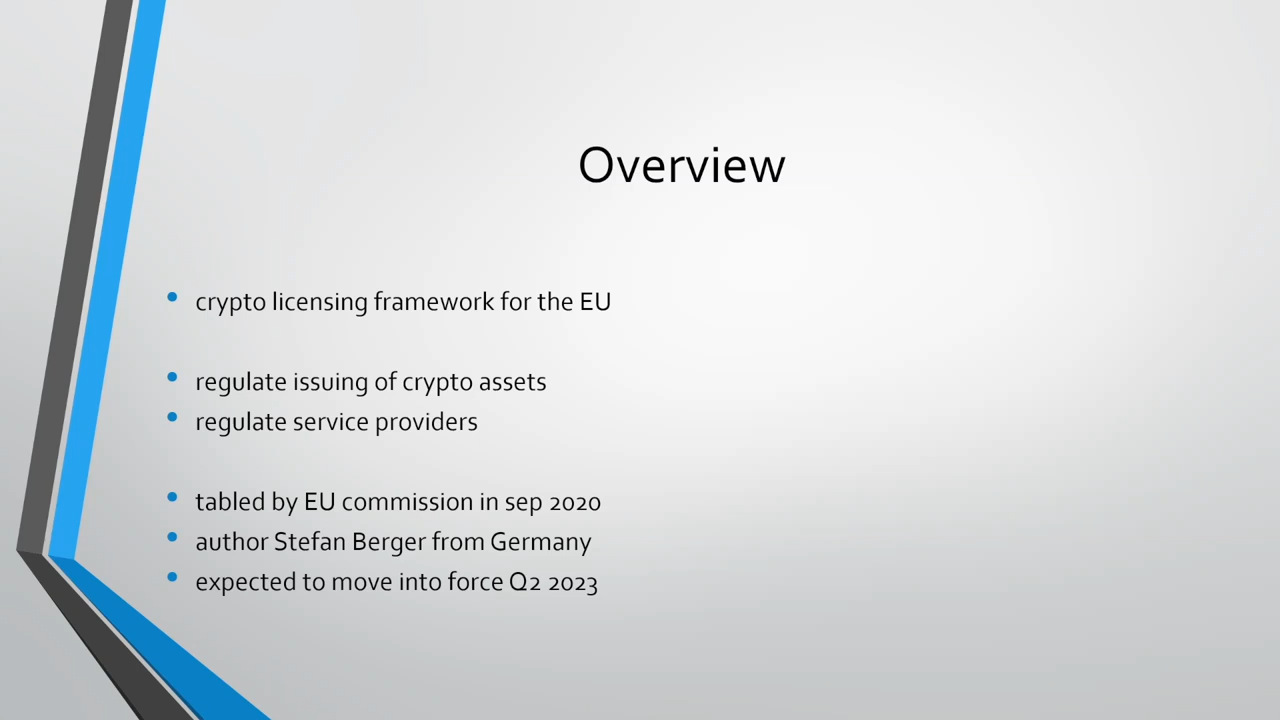 Overview
• crypto licensing framework for the EU
• regulate issuing of crypto assets
• regulate service providers
• tabled by EU commission in sep 2020
• author Stefan Berger from Germany
• expected to move into force Q2 2023